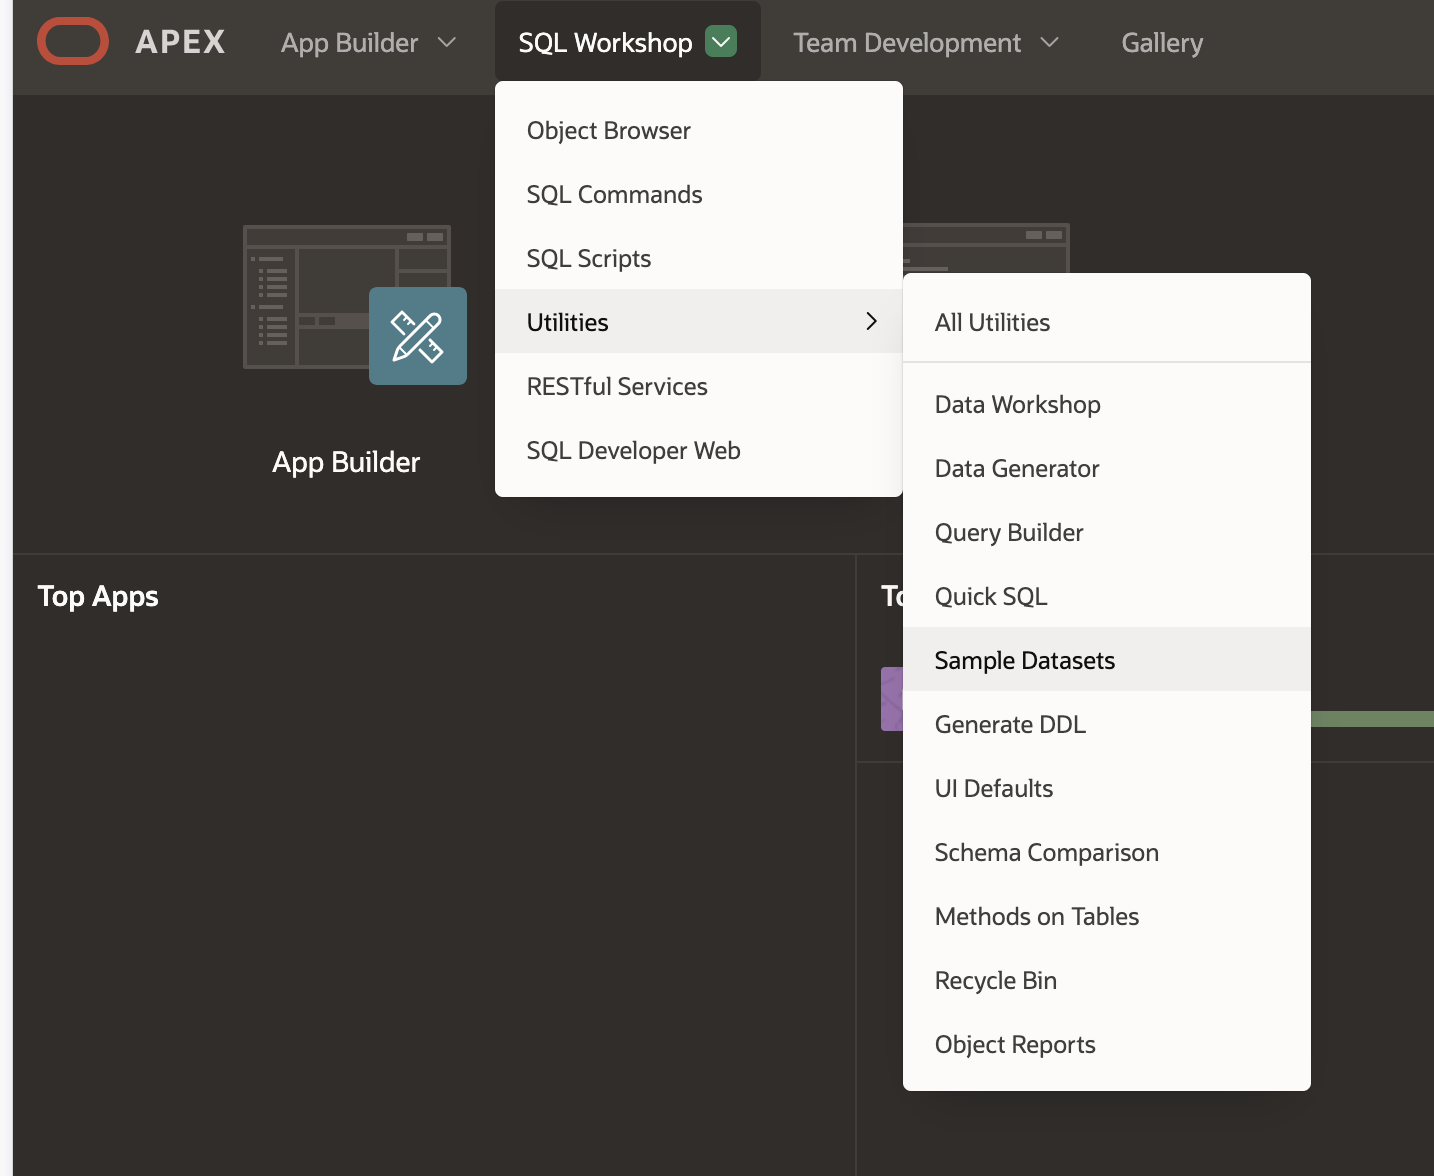 APEX
App Builder
SQL Workshop
Team Development
Gallery
Object Browser
SQL Commands
SQL Scripts
Utilities
RESTful Services
SQL Developer Web
All Utilities
Data Workshop
Data Generator
Query Builder
Quick SQL
Sample Datasets
Generate DDL
UI Defaults
Schema Comparison
Methods on Tables
Recycle Bin
Object Reports
App Builder
Top Apps